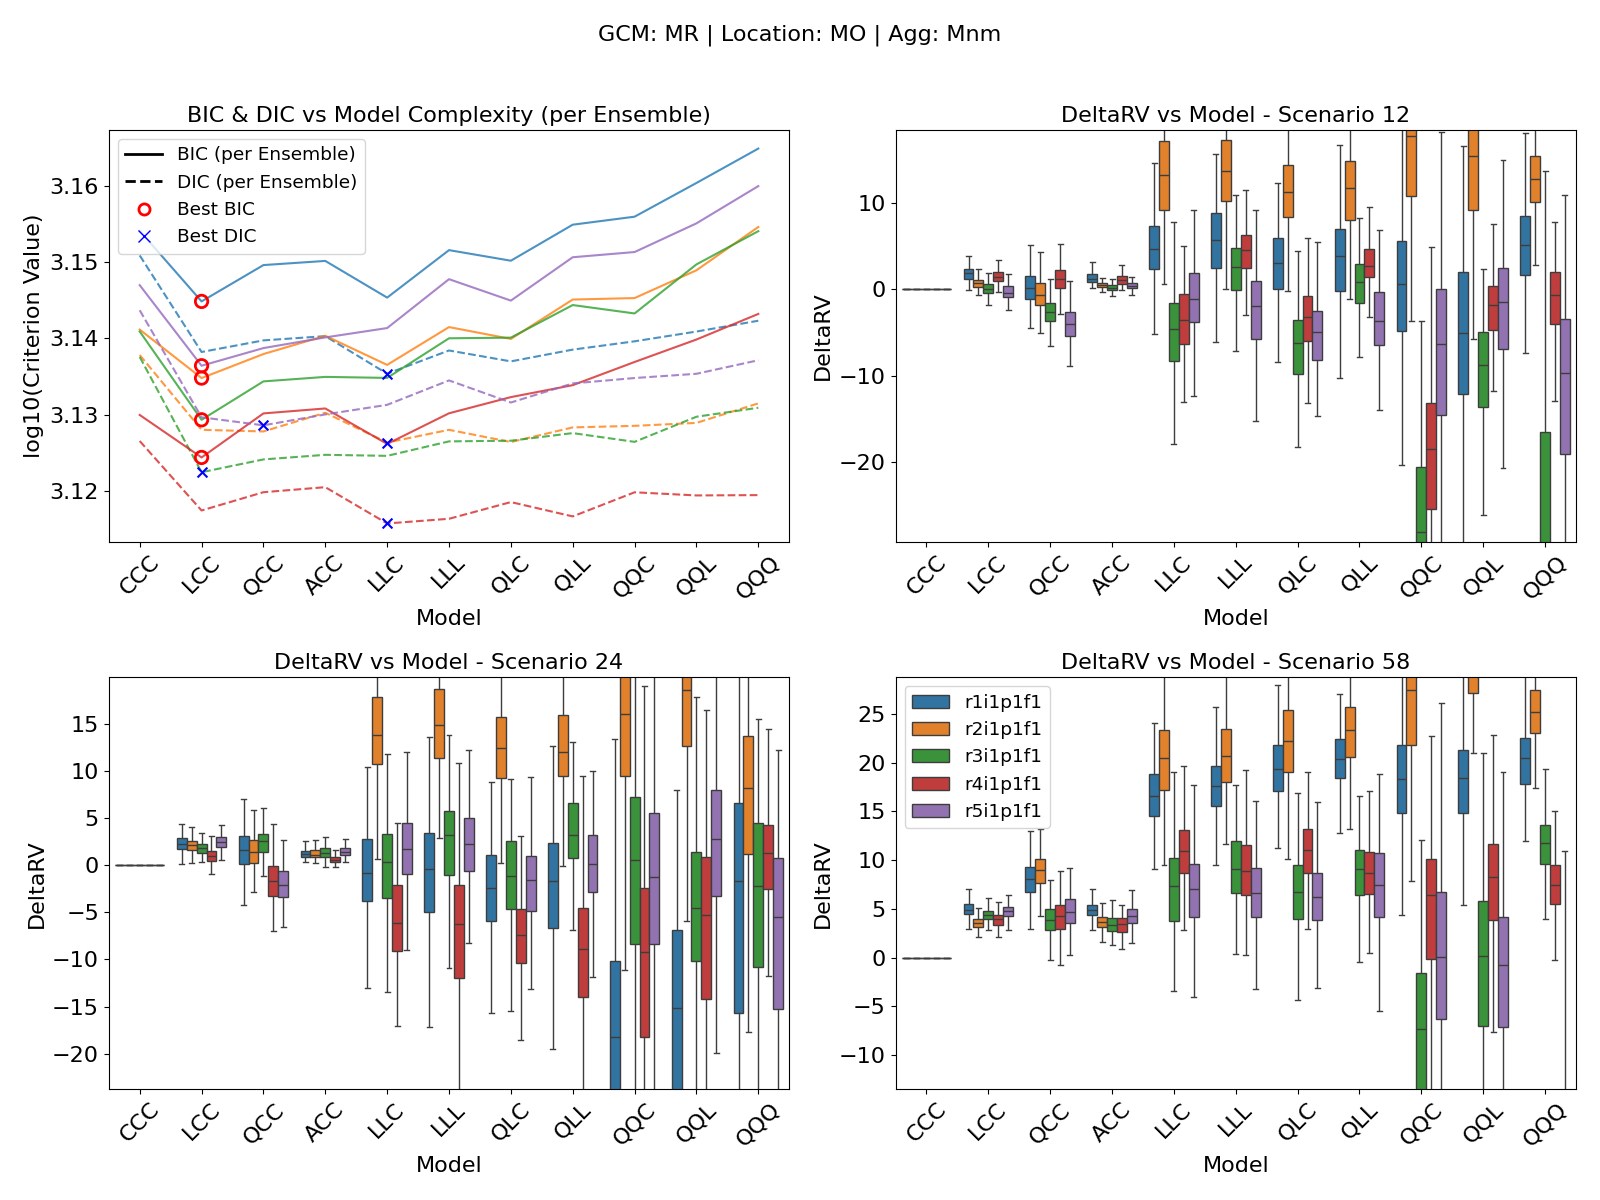 GCM: MR | Location: MO | Agg: Mnm
BIC & DIC vs Model Complexity (per Ensemble)
BIC (per Ensemble)
DIC (per Ensemble)
Best BIC
Best DIC
log10(Criterion Value)
3.16
3.15
3.14
3.13
3.12
CCC
LCC
QCC
ACC
LLC
LLL
QLC
QLL
QQC
QQL
QQQ
Model
DeltaRV vs Model - Scenario 12
DeltaRV
10
0
−10
−20
CCC
LCC
QCC
ACC
LLC
LLL
QLC
QLL
QQC
QQL
QQQ
Model
DeltaRV vs Model - Scenario 24
DeltaRV
15
10
5
0
−5
−10
−15
−20
CCC
LCC
QCC
ACC
LLC
LLL
QLC
QLL
QQC
QQL
QQQ
Model
DeltaRV vs Model - Scenario 58
r1i1p1f1
r2i1p1f1
r3i1p1f1
r4i1p1f1
r5i1p1f1
DeltaRV
25
20
15
10
5
0
−5
−10
CCC
LCC
QCC
ACC
LLC
LLL
QLC
QLL
QQC
QQL
QQQ
Model